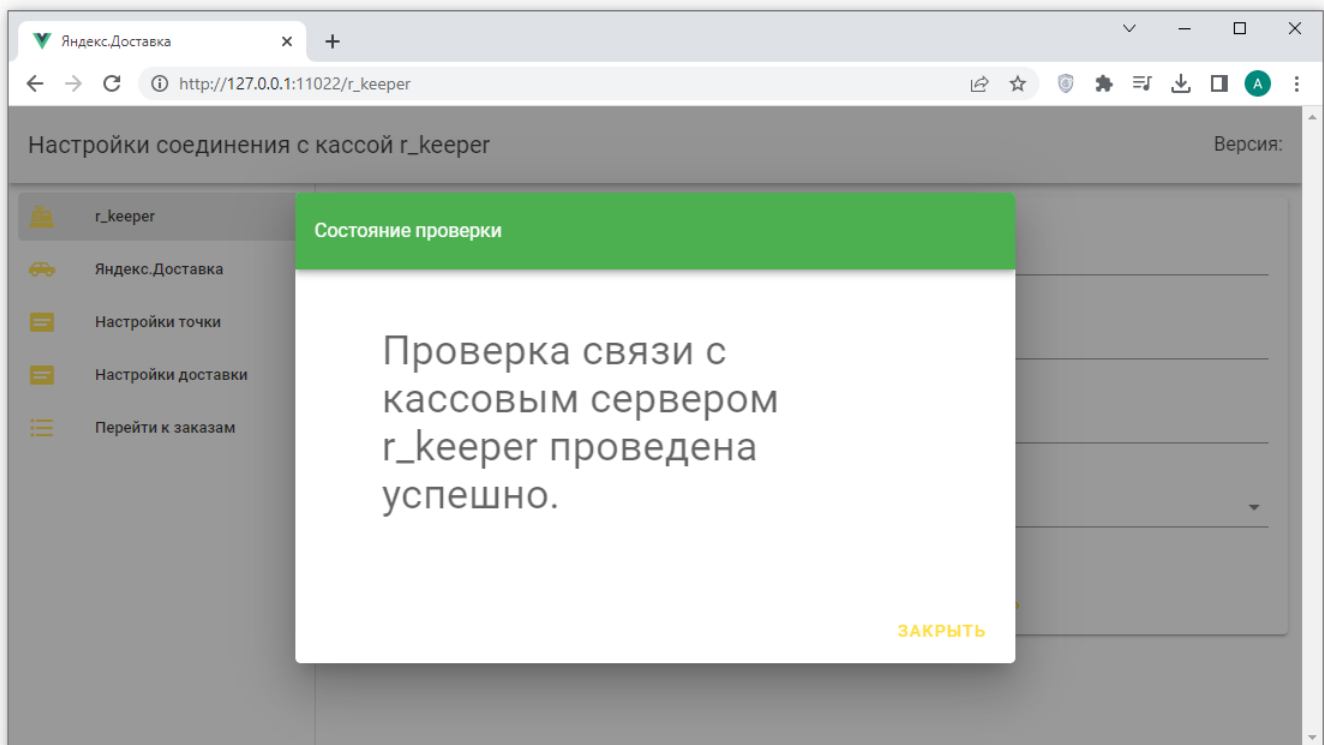 Яндекс.Доставка
http://127.0.0.1:11022/r_keeper
A
Настройки соединения с кассой r_keeper
Версия:
r_keeper
Яндекс.Доставка
Настройки точки
Настройки доставки
Перейти к заказам
Состояние проверки
Проверка связи с
кассовым сервером
r_keeper проведена
успешно.
ЗАКРЫТЬ